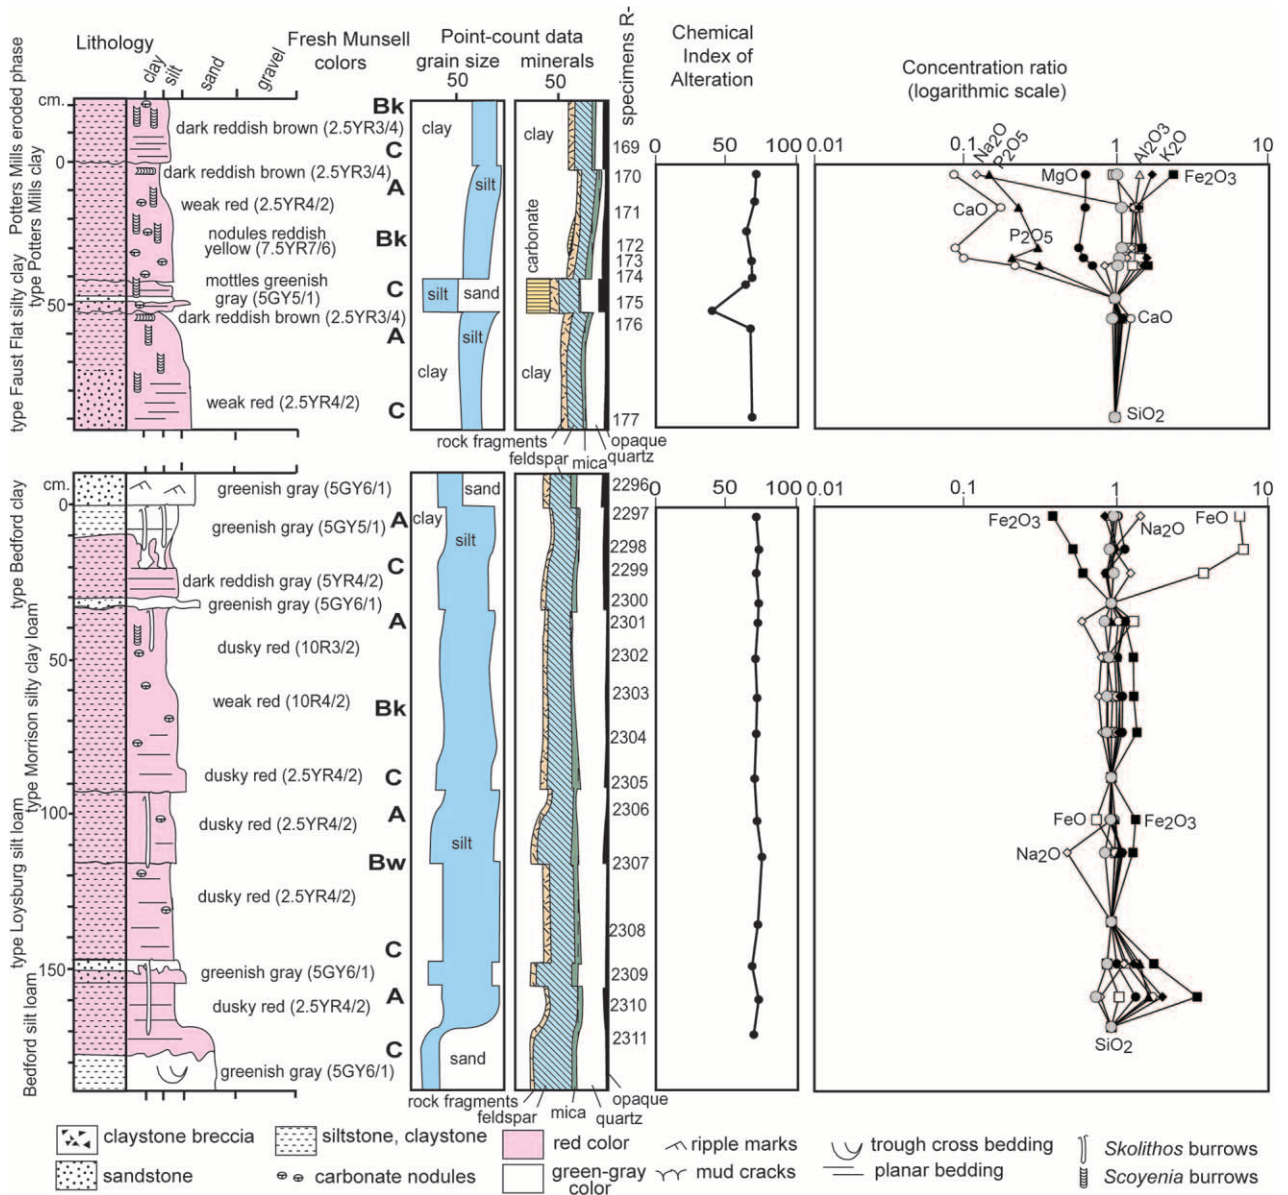 Lithology
clay
silt
sand
gravel
Fresh Munsell
colors
Point-count data
grain size
minerals
50
50
specimens R-
Chemical
Index of
Alteration
Concentration ratio
(logarithmic scale)
type Faust Flat silty clay
type Potters Mills clay
Potters Mills eroded phase
cm.
0
50
dark reddish brown (2.5YR3/4)
dark reddish brown (2.5YR3/4)
weak red (2.5YR4/2)
nodules reddish
yellow (7.5YR7/6)
mottles greenish
gray (5GY5/1)
dark reddish brown (2.5YR3/4)
weak red (2.5YR4/2)
Bk
C
A
Bk
C
A
C
clay
silt
silt
sand
silt
clay
clay
carbonate
clay
169
170
171
172
173
174
175
176
177
0
50
100
0.01
0.1
1
10
Na2O
P2O5
MgO
Al2O3
K2O
Fe2O3
CaO
P2O5
CaO
SiO2
rock fragments
feldspar
mica
quartz
opaque
type Bedford clay
type Morrison silty clay loam
type Loysburg silt loam
Bedford silt loam
cm.
0
50
100
150
greenish gray (5GY6/1)
greenish gray (5GY5/1)
dark reddish gray (5YR4/2)
greenish gray (5GY6/1)
dusky red (10R3/2)
weak red (10R4/2)
dusky red (2.5YR4/2)
dusky red (2.5YR4/2)
dusky red (2.5YR4/2)
greenish gray (5GY6/1)
dusky red (2.5YR4/2)
greenish gray (5GY6/1)
A
C
A
Bk
C
A
Bw
C
A
C
sand
clay
silt
silt
sand
2296
2297
2298
2299
2300
2301
2302
2303
2304
2305
2306
2307
2308
2309
2310
2311
0
50
100
0.01
0.1
1
10
Fe2O3
Na2O
FeO
FeO
Fe2O3
Na2O
SiO2
rock fragments
feldspar
mica
quartz
opaque
claystone breccia
siltstone, claystone
red color
ripple marks
trough cross bedding
Skolithos burrows
sandstone
carbonate nodules
green-gray
color
mud cracks
planar bedding
Scoyenia burrows